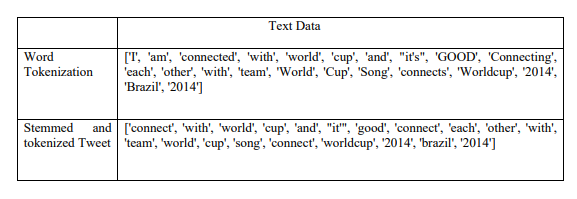 Text Data
Word Tokenization
['I', 'am', 'connected', 'with', 'world', 'cup', 'and', "it's", 'GOOD', 'Connecting',
'each', 'other', 'with', 'team', 'World', 'Cup', 'Song', 'connects', 'Worldcup', '2014',
'Brazil', '2014']
Stemmed and tokenized Tweet
['connect', 'with', 'world', 'cup', 'and', "it'", 'good', 'connect', 'each', 'other', 'with',
'team', 'world', 'cup', 'song', 'connect', 'worldcup', '2014', 'brazil', '2014']